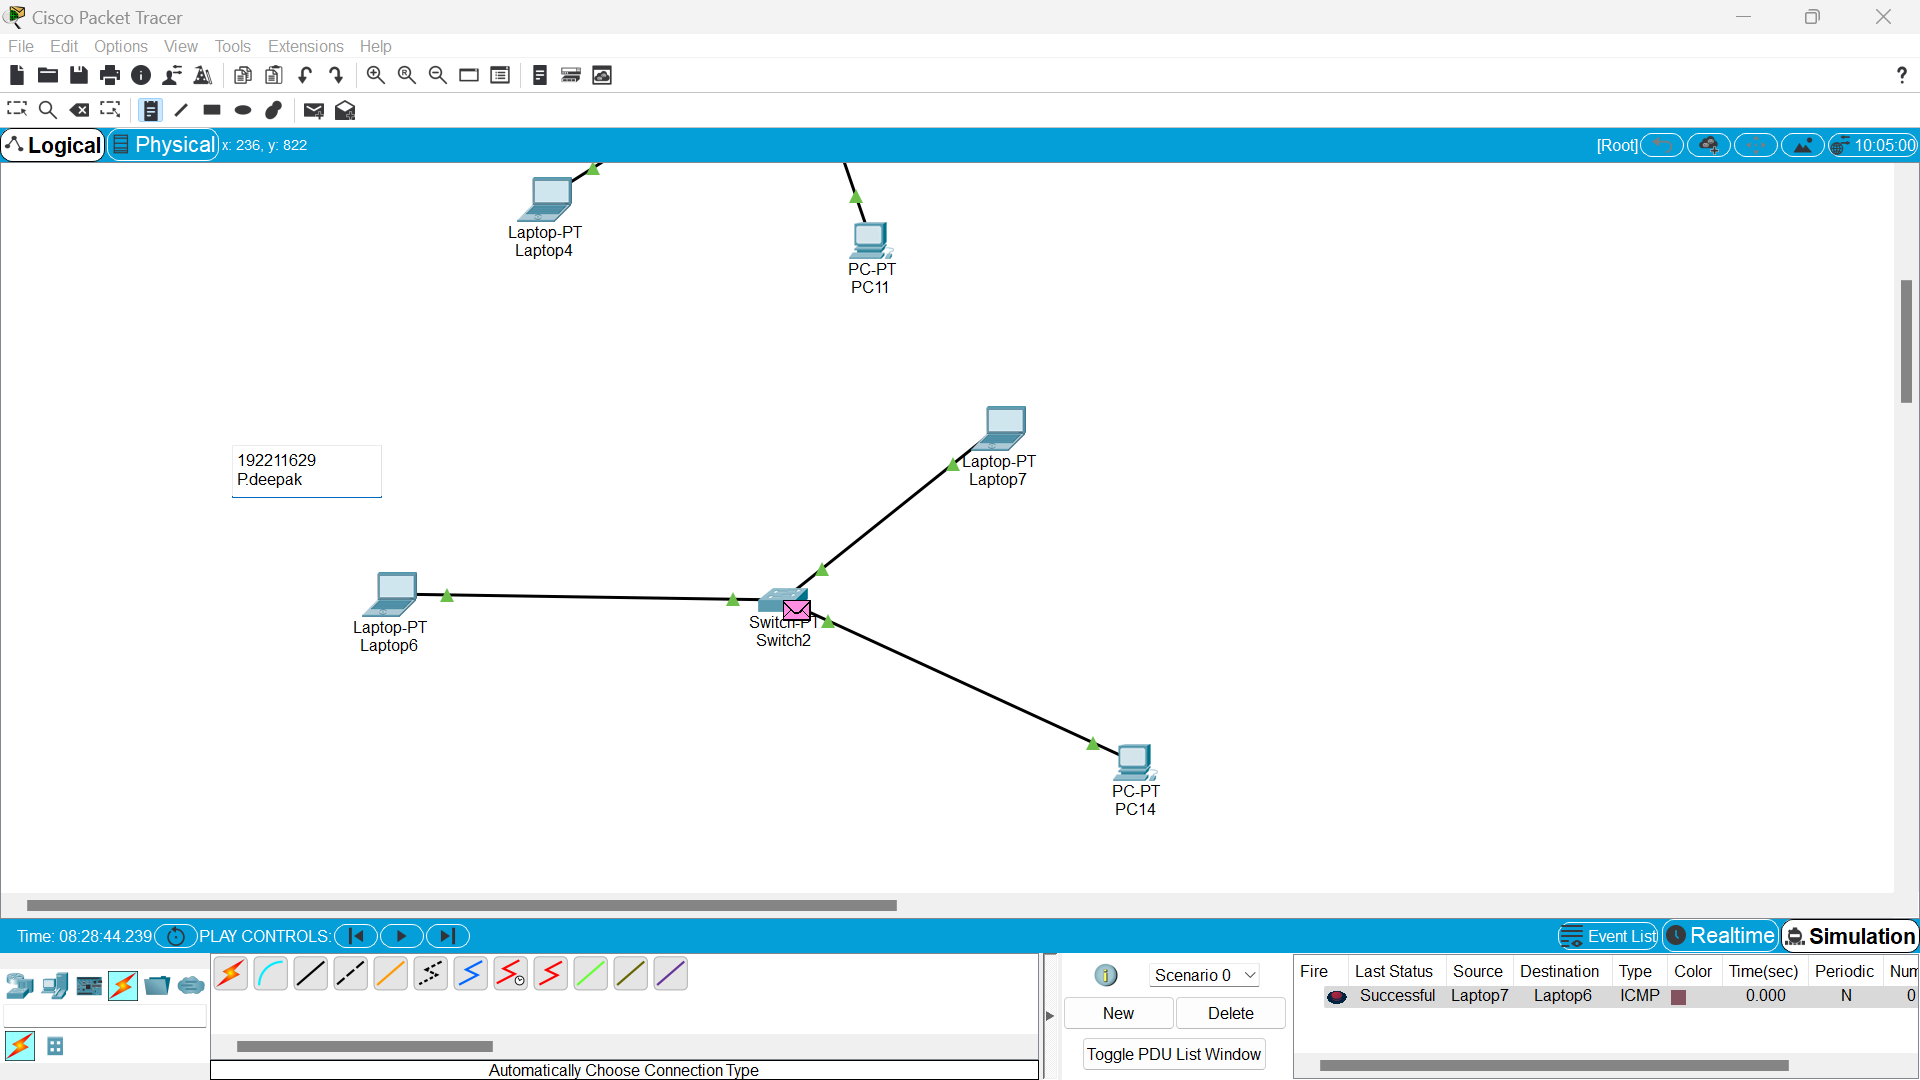 Cisco Packet Tracer
File Edit Options View Tools Extensions Help
?
Logical Physical x: 236, y: 822 [Root] 10:05:00
Laptop-PT
Laptop4
PC-PT
PC11
Laptop-PT
Laptop7
192211629
P.deepak
Laptop-PT
Laptop6
Switch-PT
Switch2
PC-PT
PC14
Time: 08:28:44.239 PLAY CONTROLS: Event List Realtime Simulation
Scenario 0
New Delete
Toggle PDU List Window
Fire Last Status Source Destination Type Color Time(sec) Periodic Num
Successful Laptop7 Laptop6 ICMP 0.000 N 0
Automatically Choose Connection Type